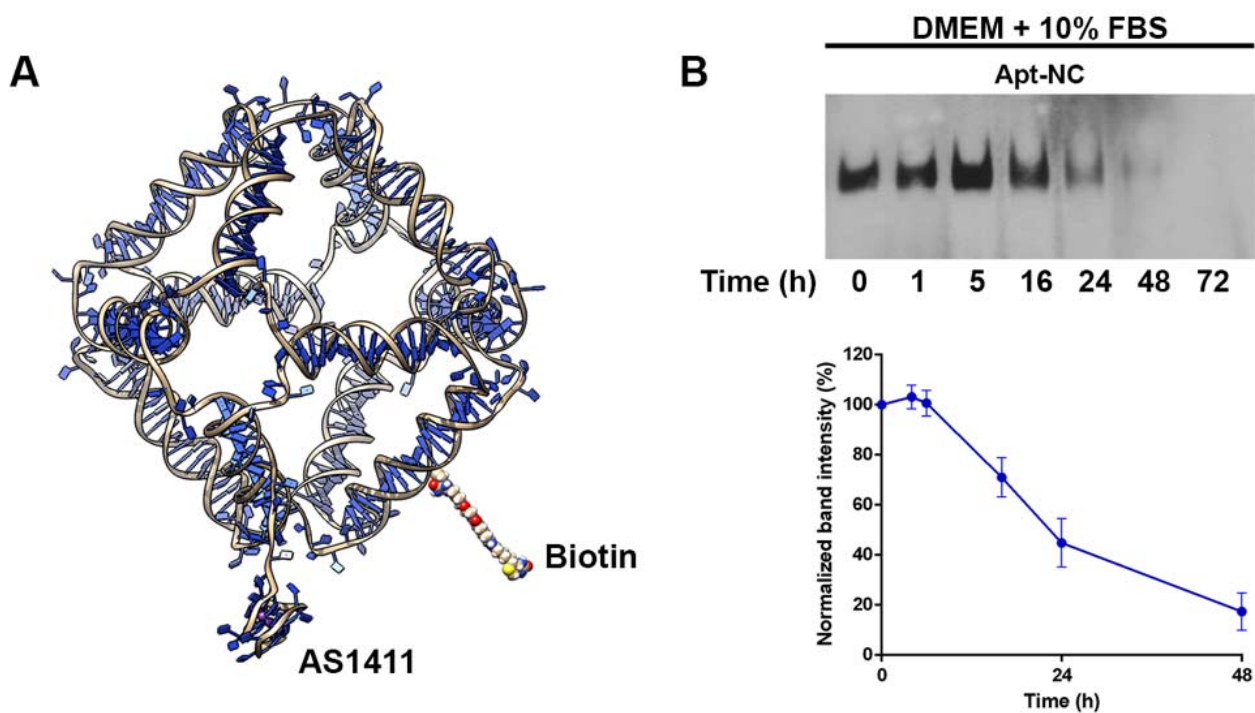 A
Biotin
AS1411
DMEM + 10% FBS
B
Apt-NC
Time (h) 0 1 5 16 24 48 72
Normalized band intensity (%)
120
100
80
60
40
20
0
0 24 48
Time (h)